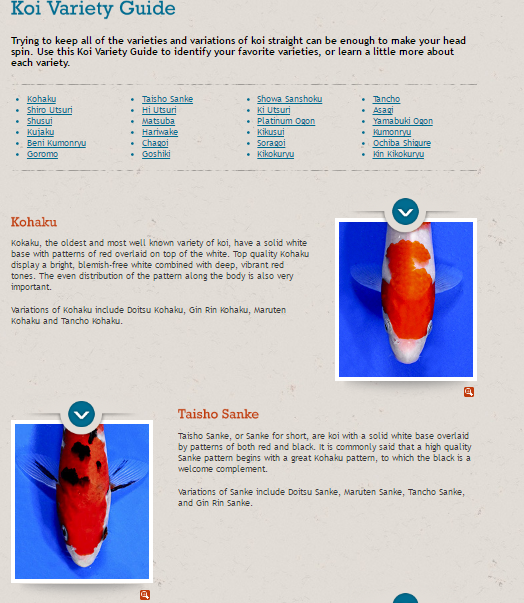 Koi Variety Guide
Trying to keep all of the varieties and variations of koi straight can be enough to make your head
spin. Use this Koi Variety Guide to identify your favorite varieties, or learn a little more about
each variety.
Kohaku
Taisho Sanke
Showa Sanshoku
Tancho
Shiro Utsuri
Hi Utsuri
Ki Utsuri
Asagi
Shusui
Matsuba
Platinum Ogon
Yamabuki Ogon
Kujaku
Hariwake
Kikusui
Kumonryu
Beni Kumonryu
Chagoi
Soragoi
Ochiba Shigure
Goromo
Goshiki
Kikokuryu
Kin Kikokuryu
Kohaku
Kokaku, the oldest and most well known variety of koi, have a solid white
base with patterns of red overlaid on top of the white. Top quality Kohaku
display a bright, blemish-free white combined with deep, vibrant red
tones. The even distribution of the pattern along the body is also very
important.
Variations of Kohaku include Doitsu Kohaku, Gin Rin Kohaku, Maruten
Kohaku and Tancho Kohaku.
Taisho Sanke
Taisho Sanke, or Sanke for short, are koi with a solid white base overlaid
by patterns of both red and black. It is commonly said that a high quality
Sanke pattern begins with a great Kohaku pattern, to which the black is a
welcome complement.
Variations of Sanke include Doitsu Sanke, Maruten Sanke, Tancho Sanke,
and Gin Rin Sanke.